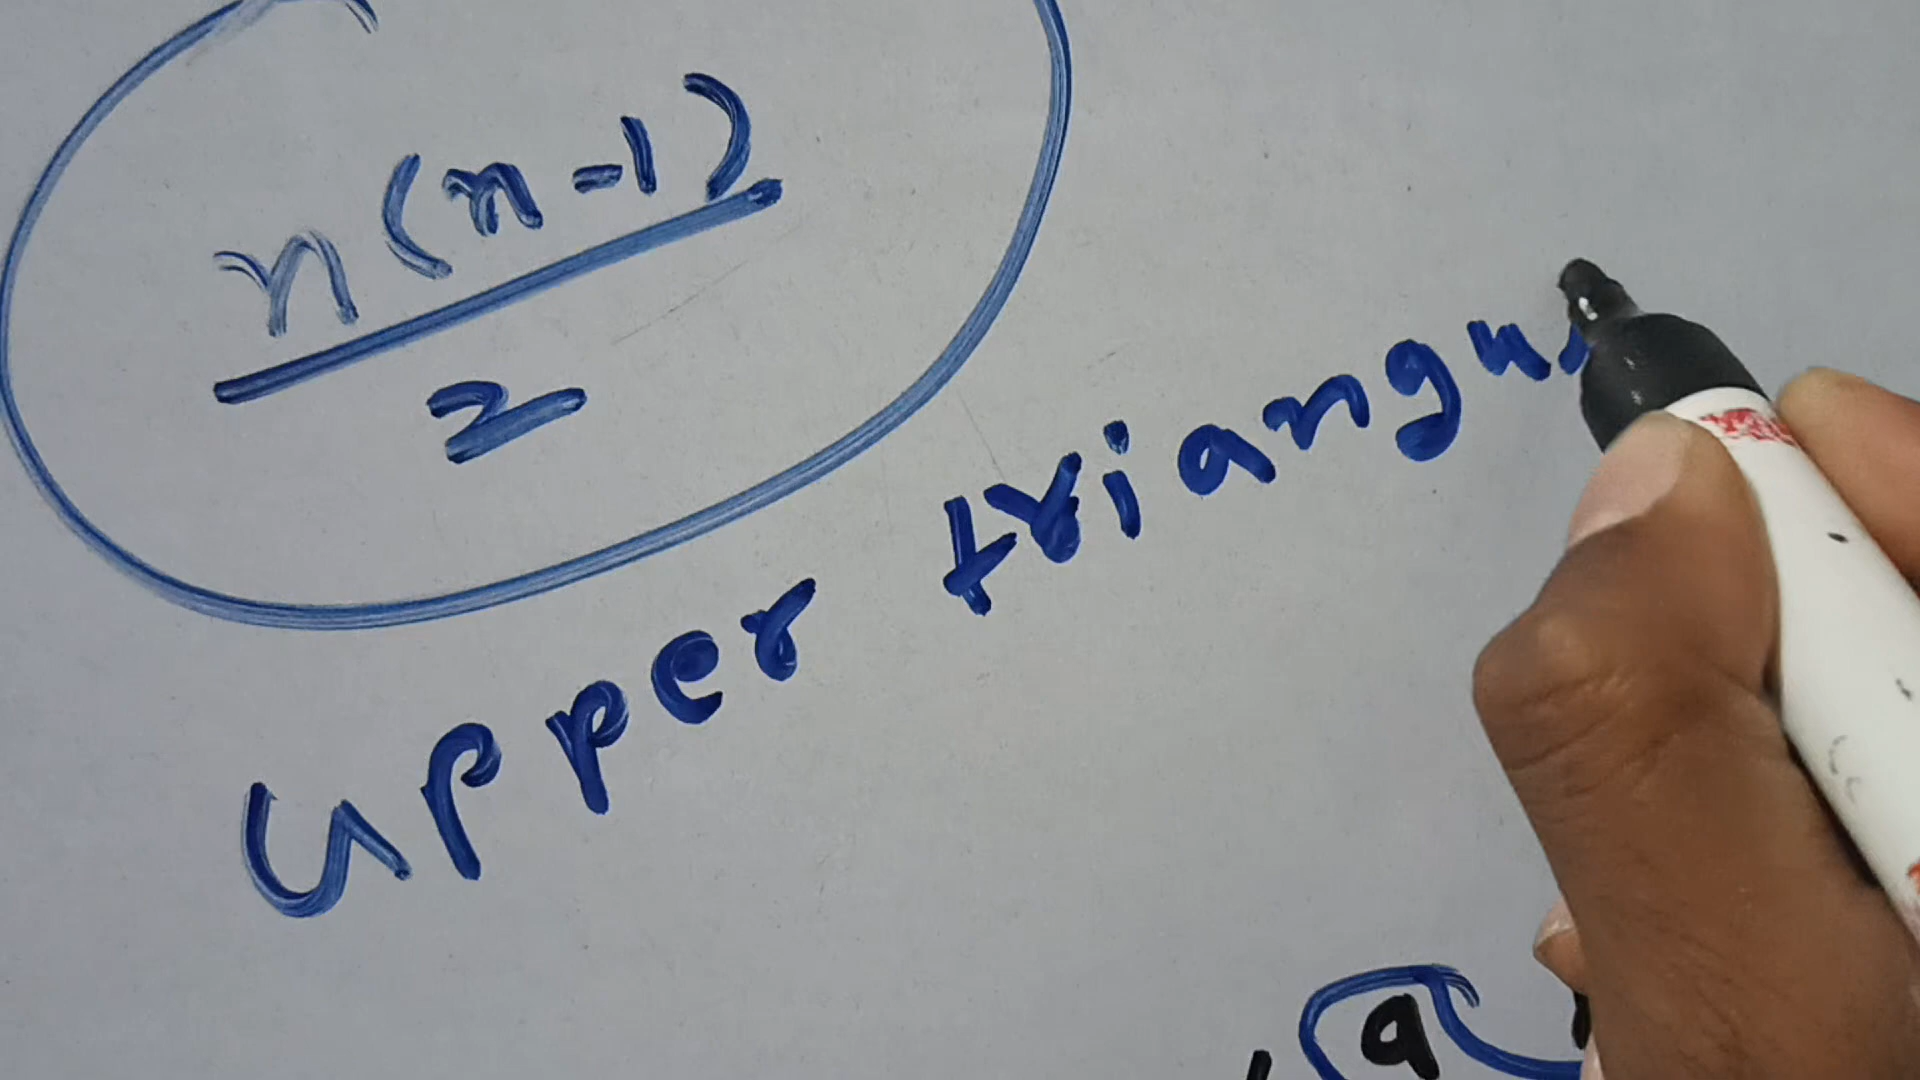 n(n-1)
2
upper triangu
a